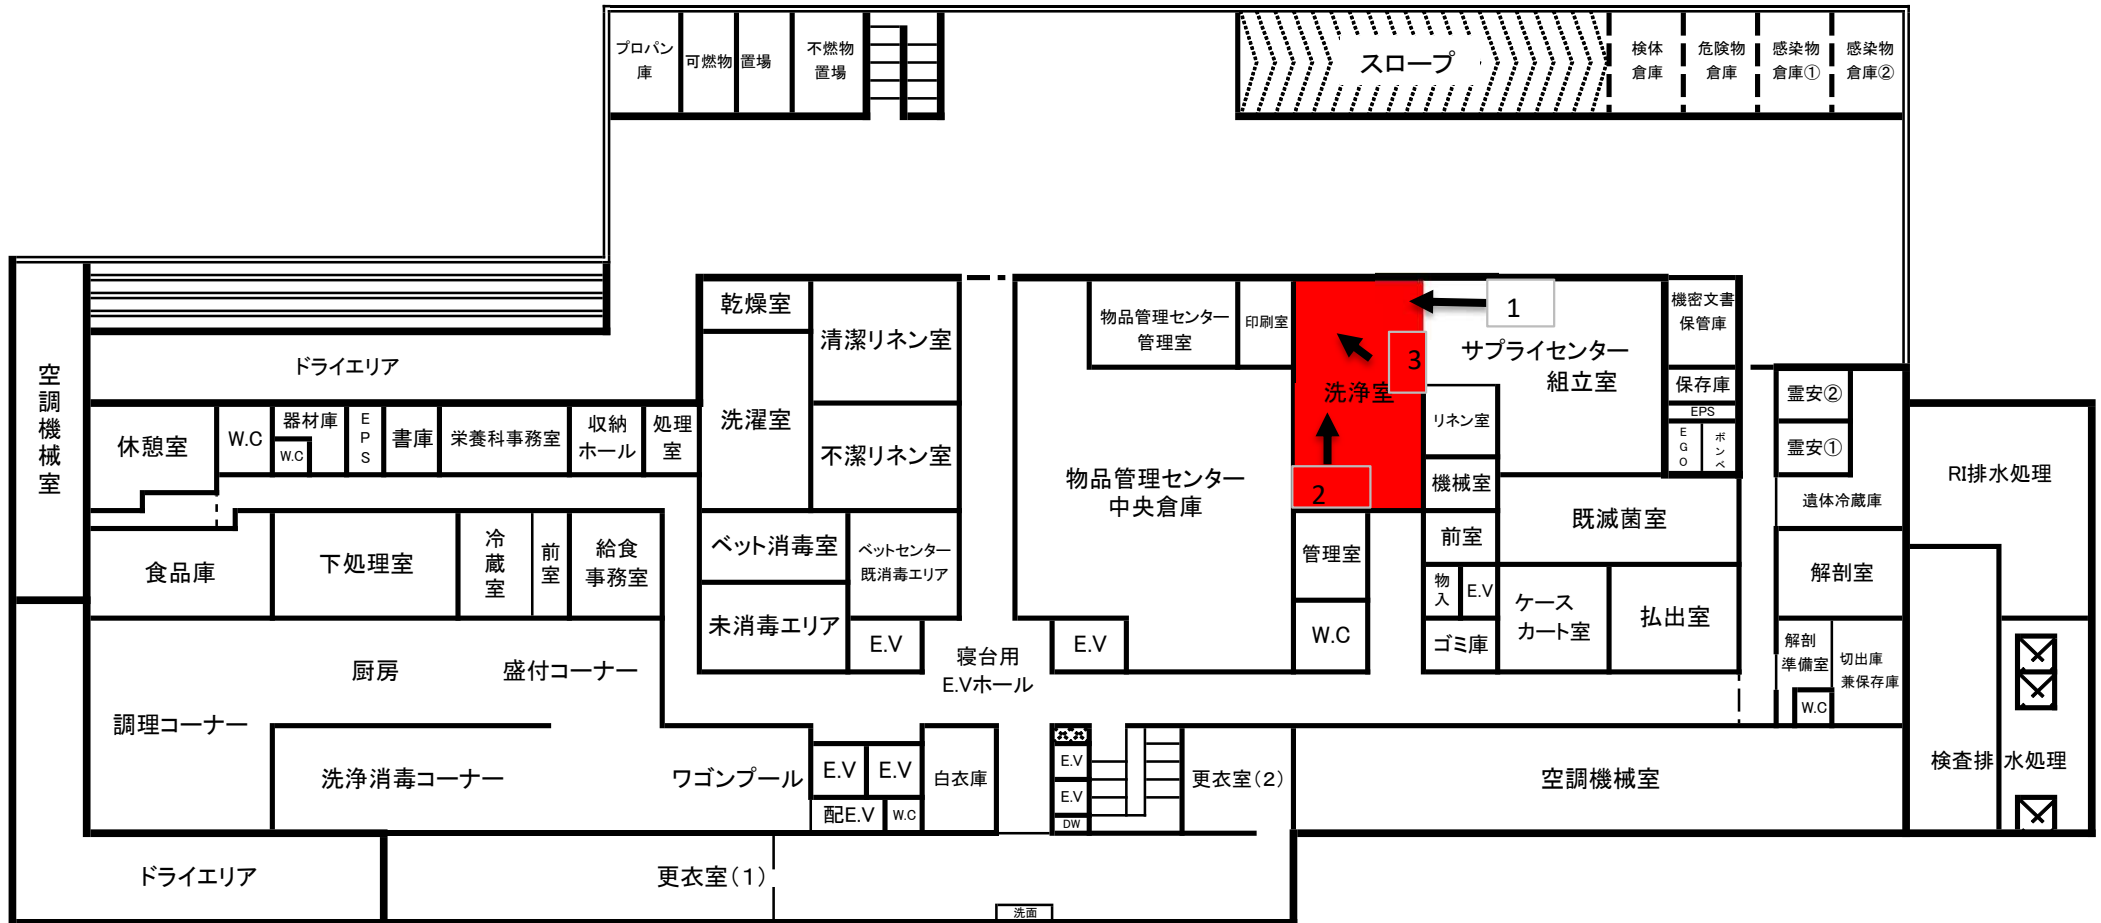 プロパン
庫
可燃物 置場
不燃物
置場
スロープ
検体
倉庫
危険物
倉庫
感染物
倉庫①
感染物
倉庫②
空調機械室
ドライエリア
乾燥室
清潔リネン室
洗濯室
不潔リネン室
物品管理センター
管理室
印刷室
1
3
洗浄室
2
サプライセンター
組立室
機密文書
保管庫
保存庫
EPS
EGO
ボンベ
霊安②
霊安①
遺体冷蔵庫
RI排水処理
休憩室
W.C
器材庫
W.C
EPS
書庫
栄養科事務室
収納
ホール
処理
室
リネン室
機械室
物品管理センター
中央倉庫
既滅菌室
前室
管理室
食品庫
下処理室
冷蔵室
前室
給食
事務室
ベット消毒室
ベットセンター
既消毒エリア
未消毒エリア
E.V
寝台用
E.Vホール
E.V
W.C
物入
E.V
ゴミ庫
ケース
カート室
払出室
解剖室
解剖
準備室
切出庫
兼保存庫
W.C
厨房
盛付コーナー
調理コーナー
洗浄消毒コーナー
ワゴンプール
E.V
E.V
配E.V
W.C
白衣庫
E.V
E.V
DW
更衣室(2)
空調機械室
検査排 水処理
ドライエリア
更衣室(1)
洗面